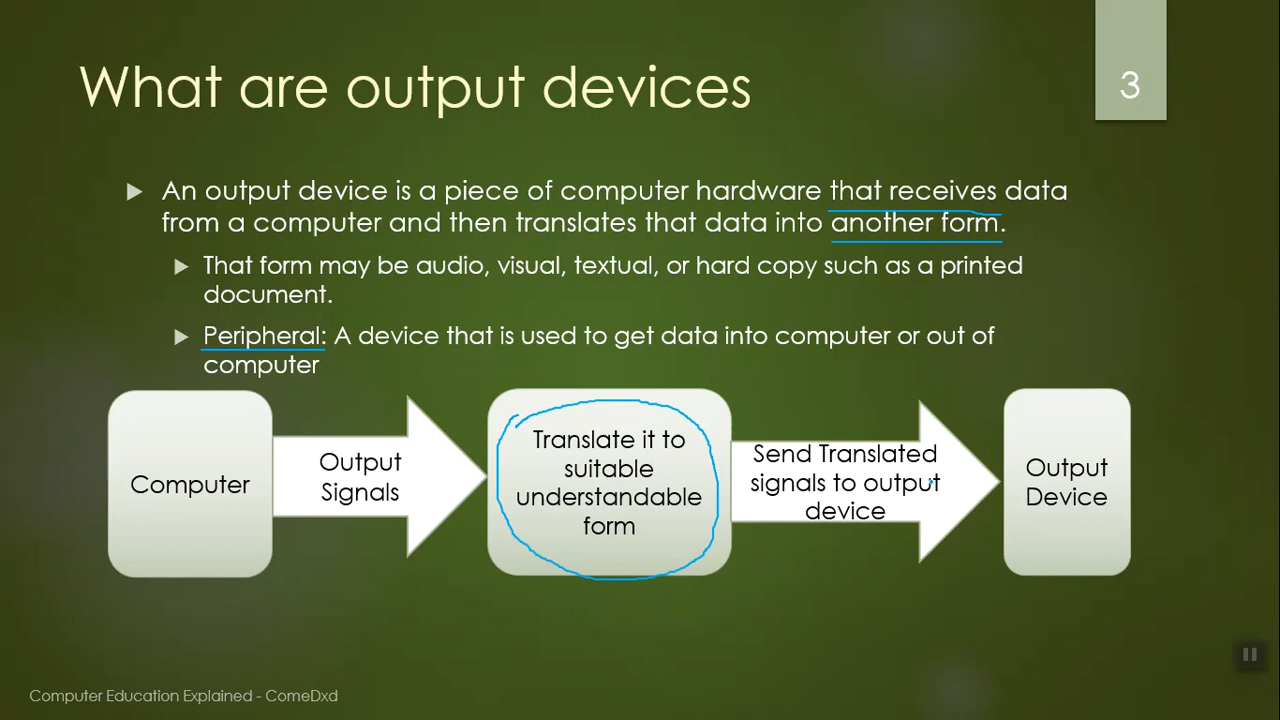 What are output devices
3
An output device is a piece of computer hardware that receives data
from a computer and then translates that data into another form.
That form may be audio, visual, textual, or hard copy such as a printed
document.
Peripheral: A device that is used to get data into computer or out of
computer
Computer
Output
Signals
Translate it to
suitable
understandable
form
Send Translated
signals to output
device
Output
Device
Computer Education Explained - ComeDxd